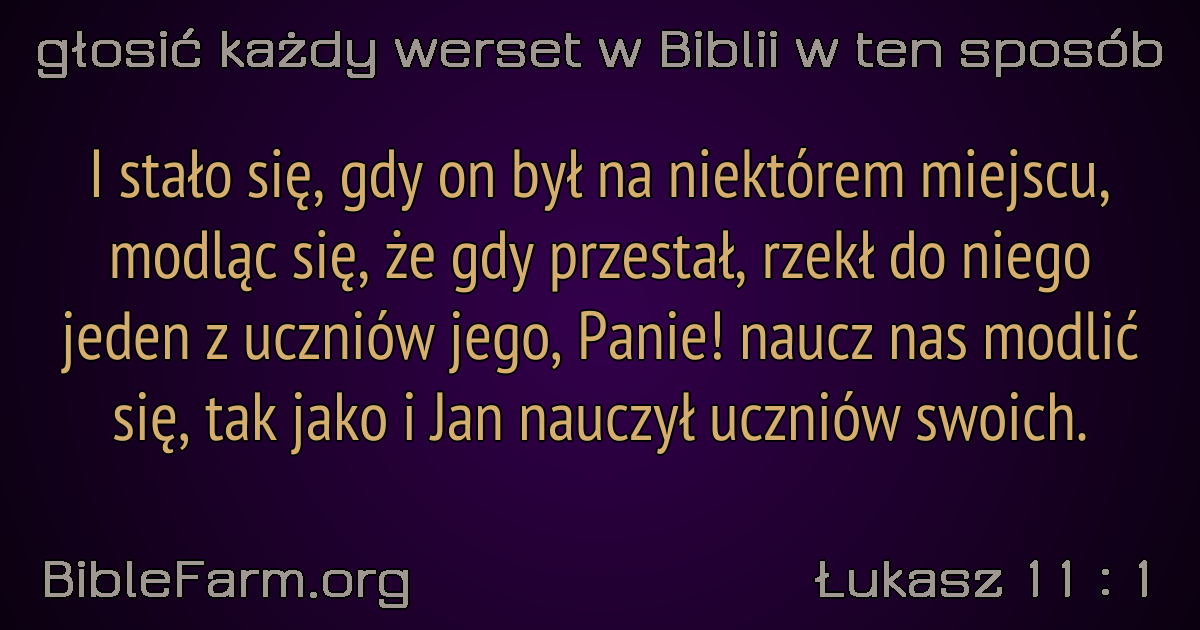 głosić każdy werset w Biblii w ten sposób
I stało się, gdy on był na niektórem miejscu,
modląc się, że gdy przestał, rzekł do niego
jeden z uczniów jego, Panie! naucz nas modlić
się, tak jako i Jan nauczył uczniów swoich.
BibleFarm.org
Łukasz 11 : 1